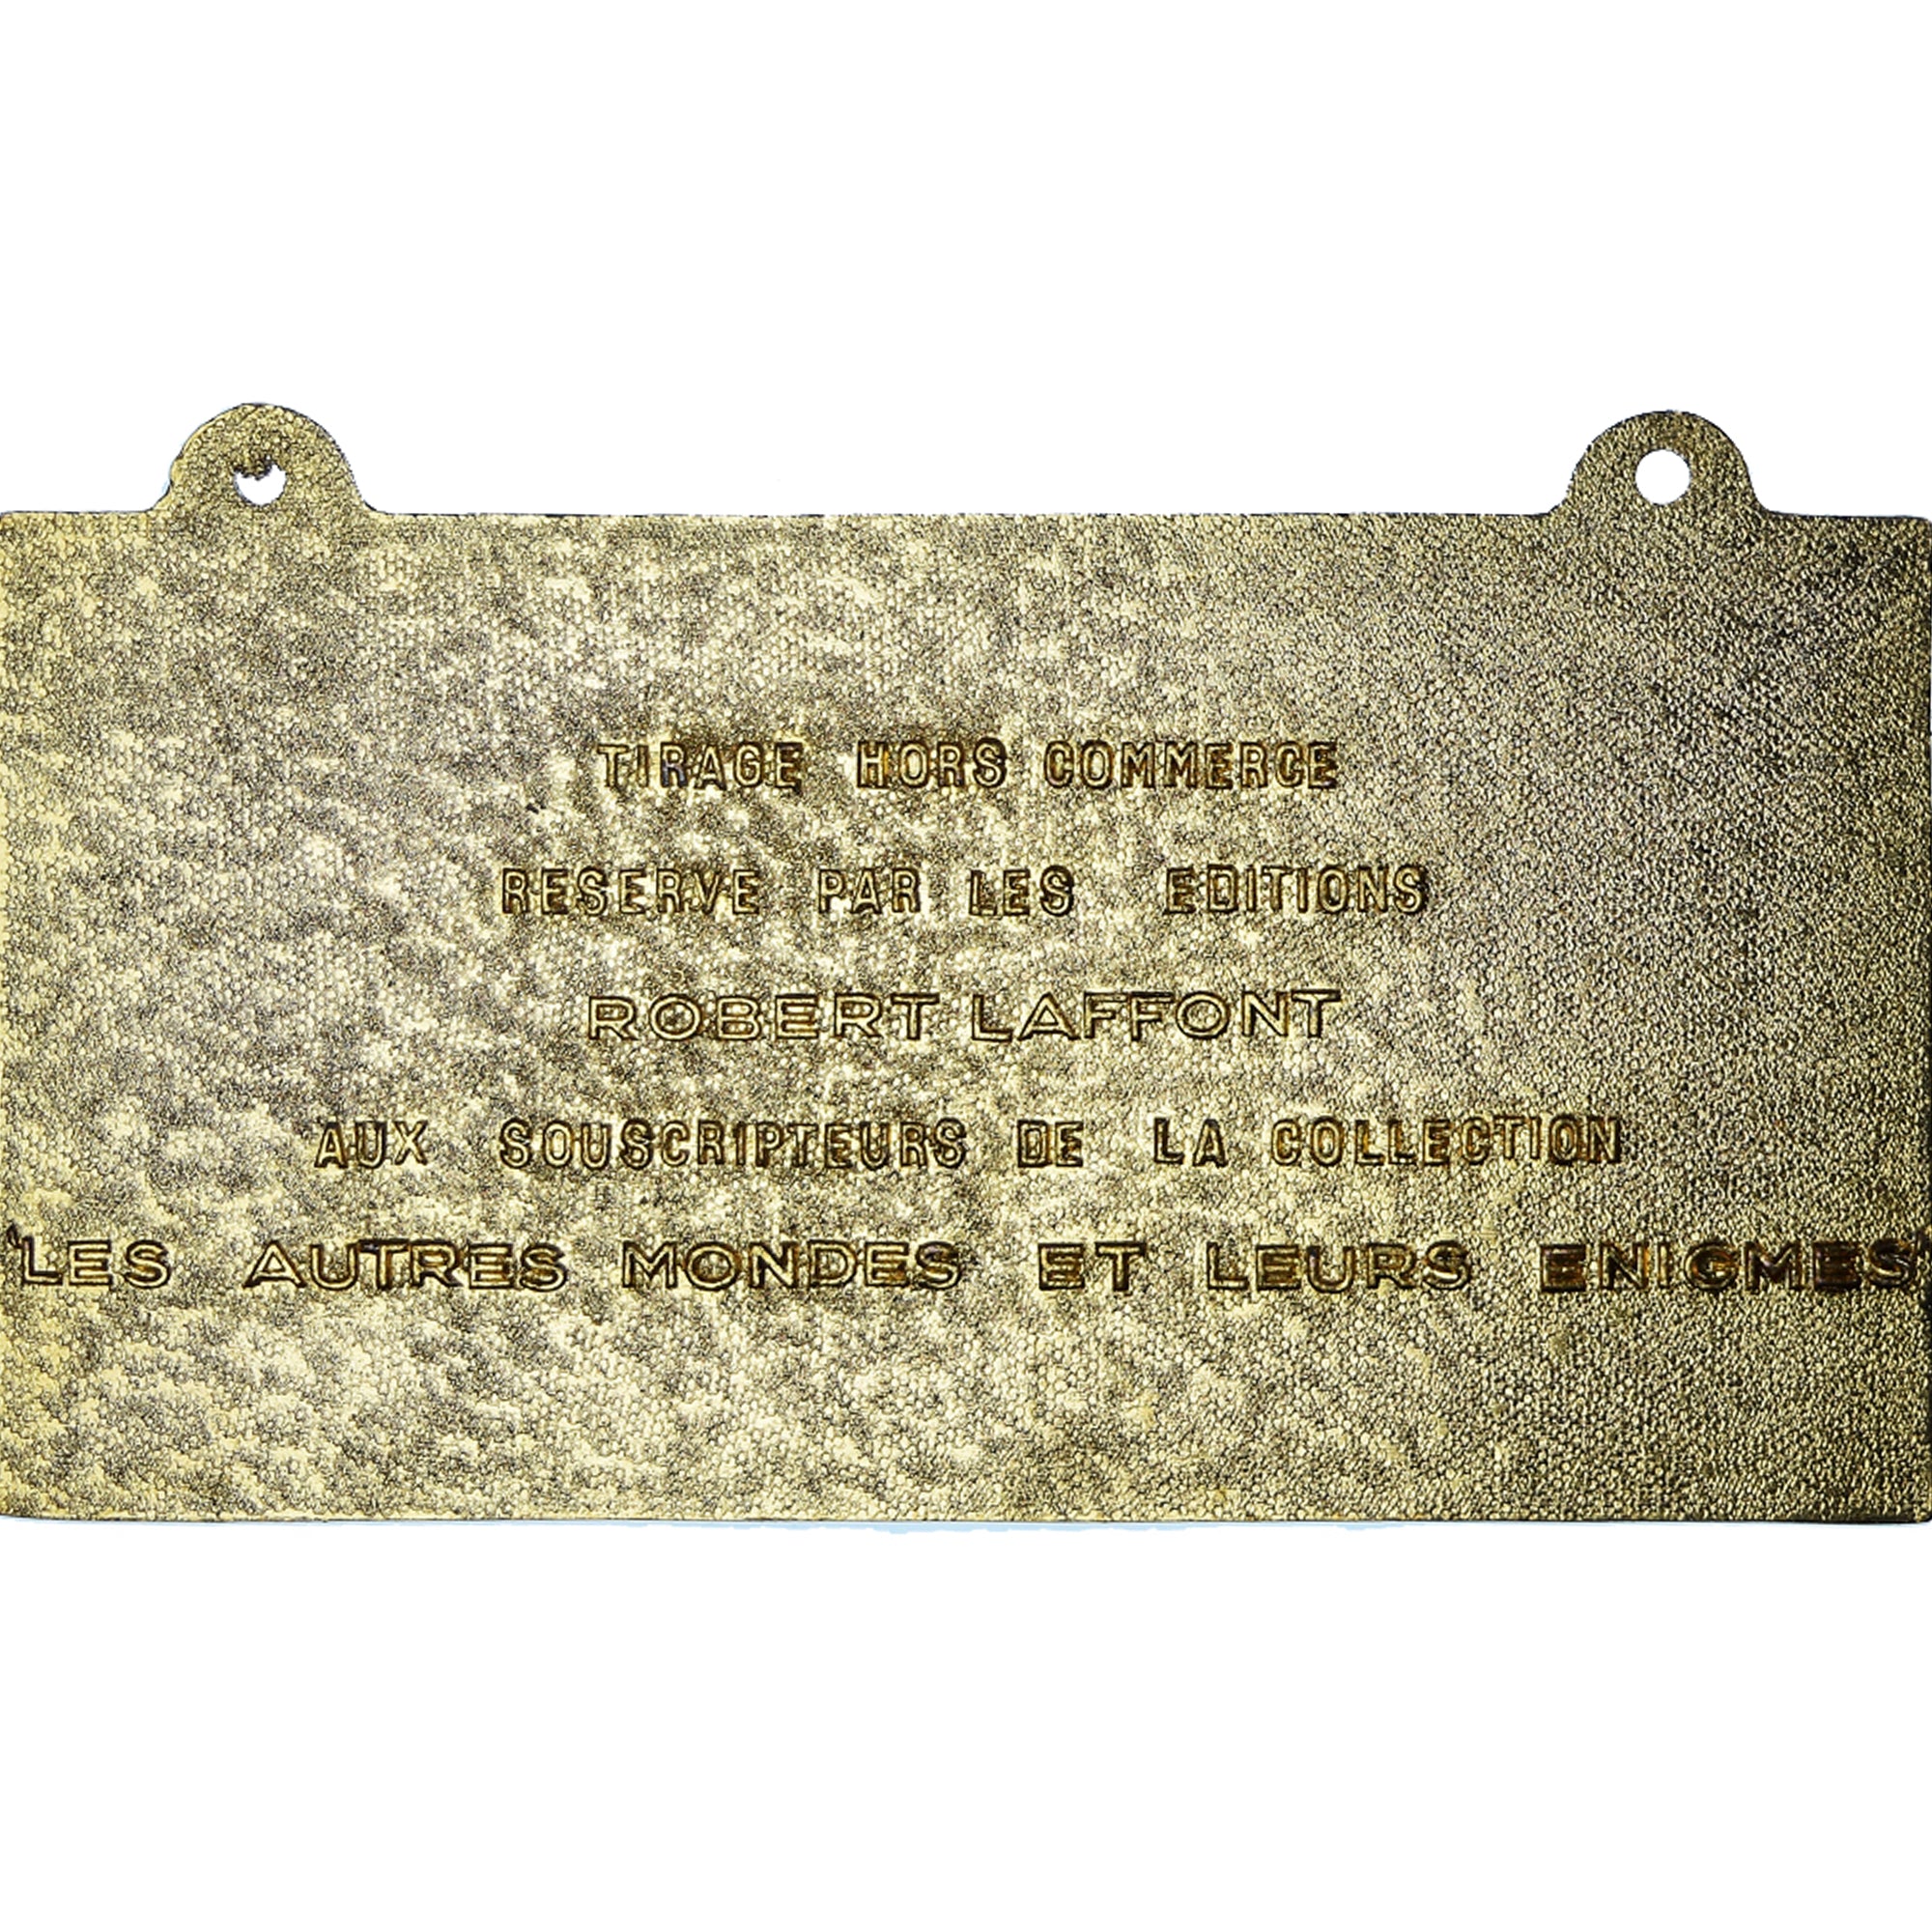 TIRAGE HORS COMMERCE
RESERVE PAR LES EDITIONS
ROBERT LAFFONT
AUX SOUSCRIPTEURS DE LA COLLECTION
"LES AUTRES MONDES ET LEURS ENIGMES"